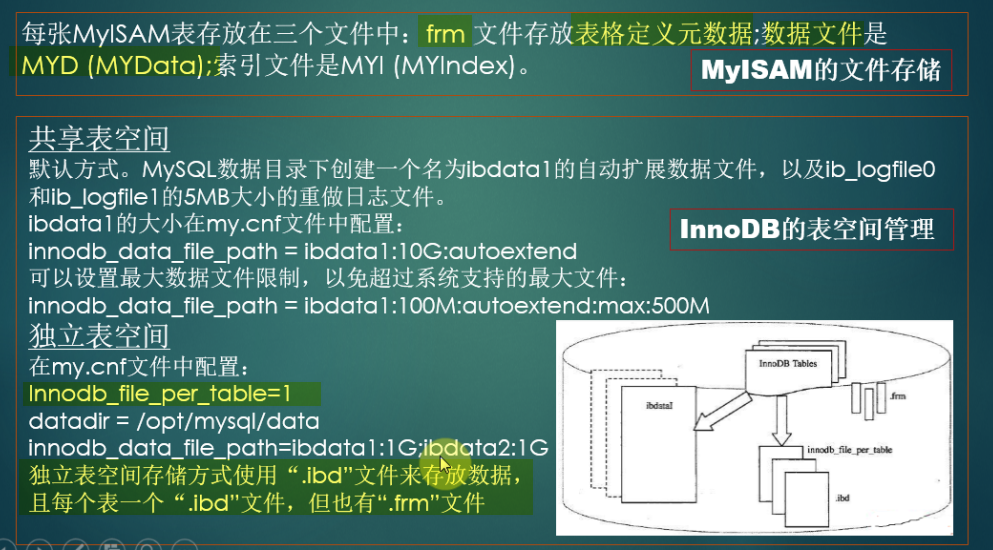 每张MyISAM表存放在三个文件中：frm 文件存放表格定义元数据;数据文件是
MYD (MYData);索引文件是MYI (MYIndex)。
MyISAM的文件存储
共享表空间
默认方式。MySQL数据目录下创建一个名为ibdata1的自动扩展数据文件，以及ib_logfile0
和ib_logfile1的5MB大小的重做日志文件。
ibdata1的大小在my.cnf文件中配置：
innodb_data_file_path = ibdata1:10G:autoextend
InnoDB的表空间管理
可以设置最大数据文件限制，以免超过系统支持的最大文件：
innodb_data_file_path = ibdata1:100M:autoextend:max:500M
独立表空间
在my.cnf文件中配置：
Innodb_file_per_table=1
datadir = /opt/mysql/data
innodb_data_file_path=ibdata1:1G;ibdata2:1G
独立表空间存储方式使用“.ibd”文件来存放数据，
且每个表一个“.ibd”文件，但也有“.frm”文件
InnoDB Tables
ibdataI
.frm
innodb_file_per_table
.ibd